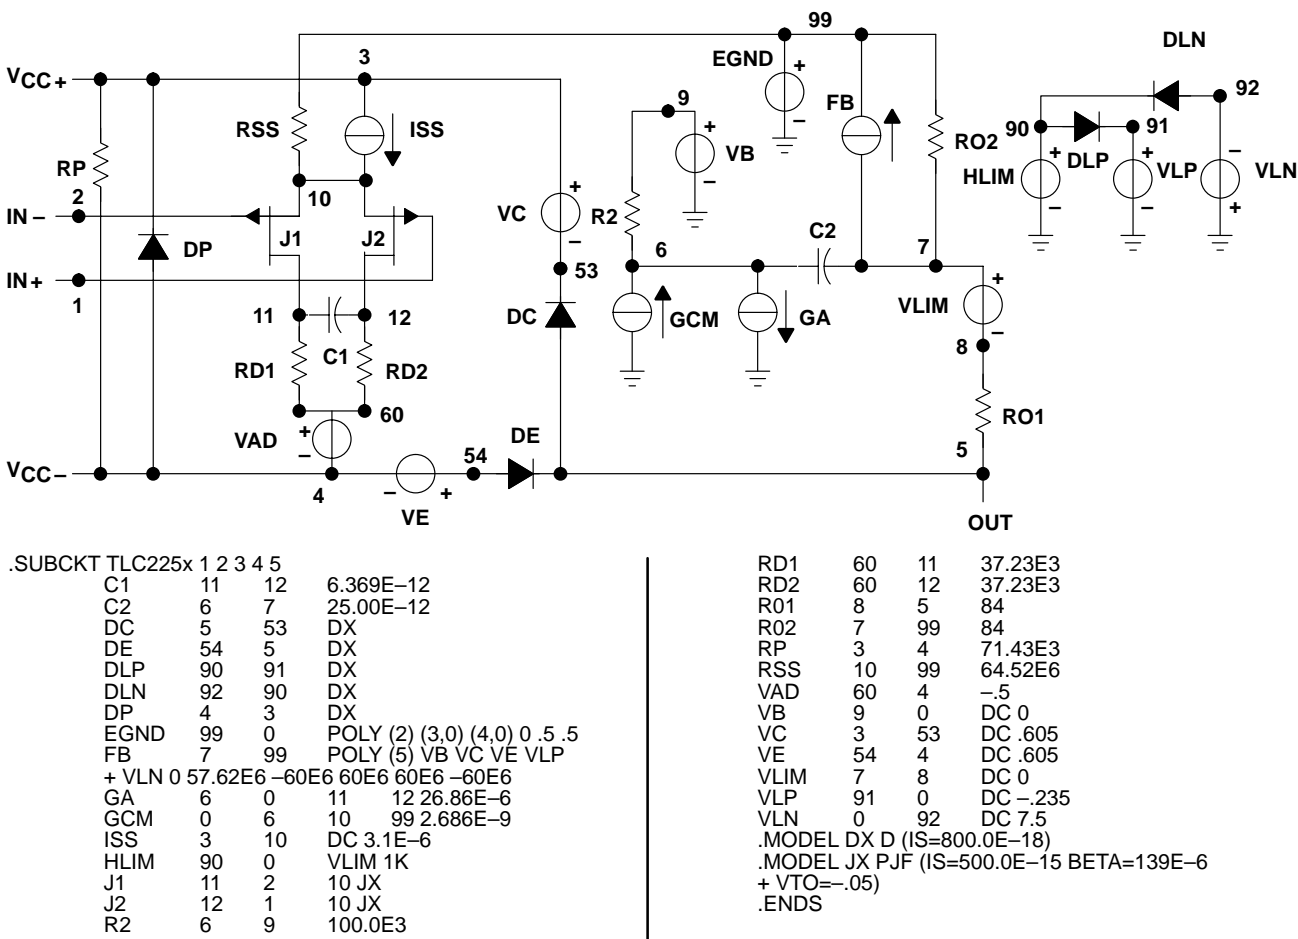 99
DLN
EGND
+
–
3
VCC+
FB
9
92
RSS
ISS
+
VB
–
90
91
RO2
RP
DLP
HLIM
+
–
+
VLP
–
–
VLN
+
2
10
IN –
VC
+
–
R2
C2
J1
J2
DP
6
7
IN +
1
53
+
VLIM
–
11
12
DC
GCM
GA
C1
8
RD1
RD2
60
RO1
VAD
+
–
DE
54
5
VCC–
4
–
+
VE
OUT
.SUBCKT TLC225x 1 2 3 4 5
C1 11 12 6.369E–12
C2 6 7 25.00E–12
DC 5 53 DX
DE 54 5 DX
DLP 90 91 DX
DLN 92 90 DX
DP 4 3 DX
EGND 99 0 POLY (2) (3,0) (4,0) 0 .5 .5
FB 7 99 POLY (5) VB VC VE VLP
+ VLN 0 57.62E6 –60E6 60E6 60E6 –60E6
GA 6 0 11 12 26.86E–6
GCM 0 6 10 99 2.686E–9
ISS 3 10 DC 3.1E–6
HLIM 90 0 VLIM 1K
J1 11 2 10 JX
J2 12 1 10 JX
R2 6 9 100.0E3
RD1 60 11 37.23E3
RD2 60 12 37.23E3
R01 8 5 84
R02 7 99 84
RP 3 4 71.43E3
RSS 10 99 64.52E6
VAD 60 4 –.5
VB 9 0 DC 0
VC 3 53 DC .605
VE 54 4 DC .605
VLIM 7 8 DC 0
VLP 91 0 DC –.235
VLN 0 92 DC 7.5
.MODEL DX D (IS=800.0E–18)
.MODEL JX PJF (IS=500.0E–15 BETA=139E–6
+ VTO=–.05)
.ENDS